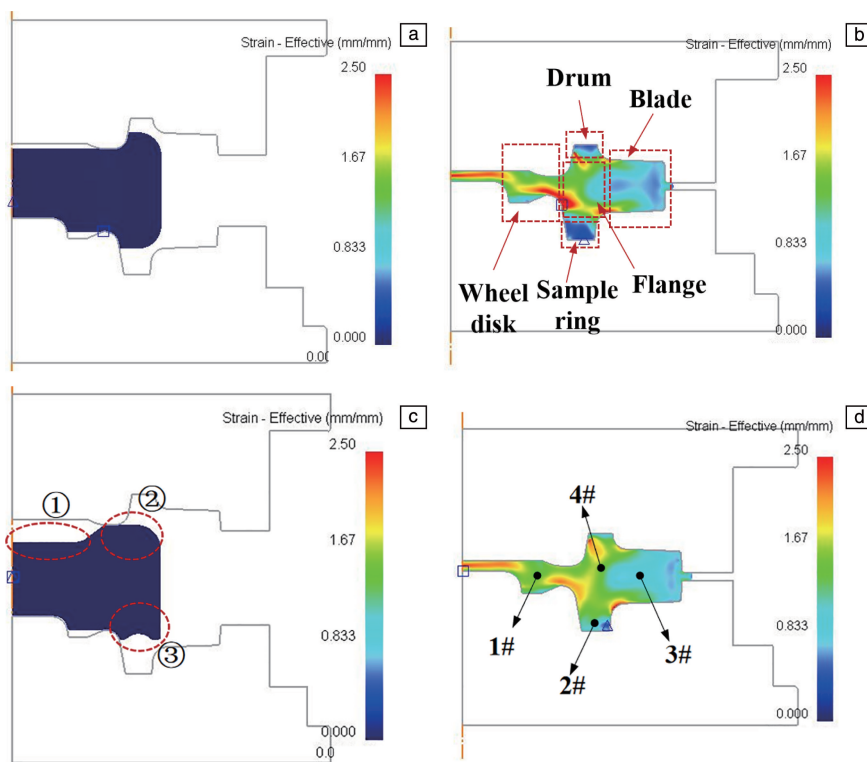 Strain - Effective (mm/mm)
a
2.50
1.67
0.833
0.000
0.00
Strain - Effective (mm/mm)
b
2.50
1.67
0.833
0.000
Drum
Blade
Wheel
disk
Sample
ring
Flange
Strain - Effective (mm/mm)
c
2.50
1.67
0.833
0.000
0.0
①
②
③
Strain - Effective (mm/mm)
d
2.50
1.67
0.833
0.000
4#
1#
2#
3#